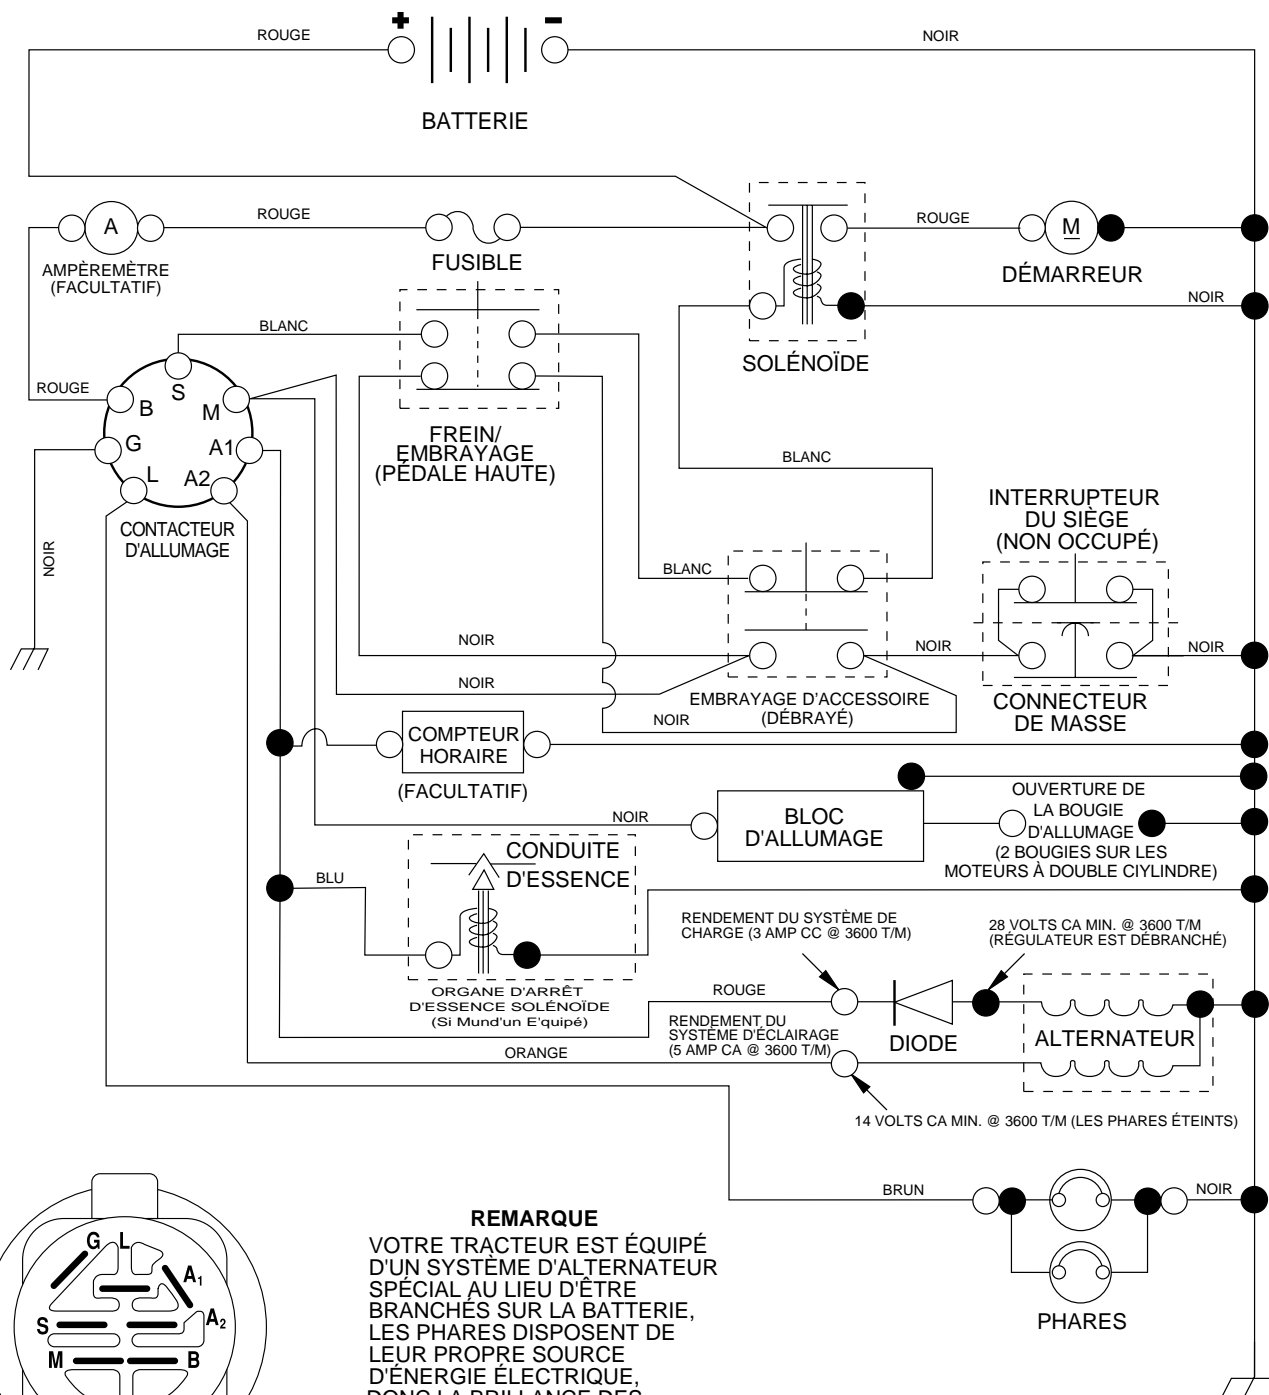 + -
ROUGE
NOIR
BATTERIE
ROUGE
A
AMPÈREMÈTRE
(FACULTATIF)
FUSIBLE
ROUGE
M
DÉMARREUR
NOIR
SOLÉNOÏDE
BLANC
ROUGE
S
B
M
G
A1
L
A2
CONTACTEUR
D'ALLUMAGE
NOIR
FREIN/
EMBRAYAGE
(PÉDALE HAUTE)
BLANC
INTERRUPTEUR
DU SIÈGE
(NON OCCUPÉ)
BLANC
NOIR
NOIR
NOIR
NOIR
NOIR
EMBRAYAGE D'ACCESSOIRE
(DÉBRAYÉ)
CONNECTEUR
DE MASSE
COMPTEUR
HORAIRE
(FACULTATIF)
NOIR
BLOC
D'ALLUMAGE
OUVERTURE DE
LA BOUGIE
D'ALLUMAGE
(2 BOUGIES SUR LES
MOTEURS À DOUBLE CIYLINDRE)
CONDUITE
D'ESSENCE
BLU
ORGANE D'ARRÊT
D'ESSENCE SOLÉNOÏDE
(Si Mund'un E'quipé)
RENDEMENT DU SYSTÈME DE
CHARGE (3 AMP CC @ 3600 T/M)
28 VOLTS CA MIN. @ 3600 T/M
(RÉGULATEUR EST DÉBRANCHÉ)
ROUGE
DIODE
ALTERNATEUR
RENDEMENT DU
SYSTÈME D'ÉCLAIRAGE
(5 AMP CA @ 3600 T/M)
ORANGE
14 VOLTS CA MIN. @ 3600 T/M (LES PHARES ÉTEINTS)
BRUN
NOIR
PHARES
G L
A1
S
A2
M
B
REMARQUE
VOTRE TRACTEUR EST ÉQUIPÉ
D'UN SYSTÈME D'ALTERNATEUR
SPÉCIAL AU LIEU D'ÊTRE
BRANCHÉS SUR LA BATTERIE,
LES PHARES DISPOSENT DE
LEUR PROPRE SOURCE
D'ÉNERGIE ÉLECTRIQUE,
DONC LA BRILLANCE DES